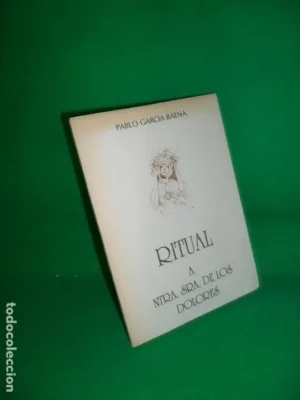 PABLO GARCIA BAENA
RITUAL
A
NTRA. SRA. DE LOS
DOLORES
todocoleccion